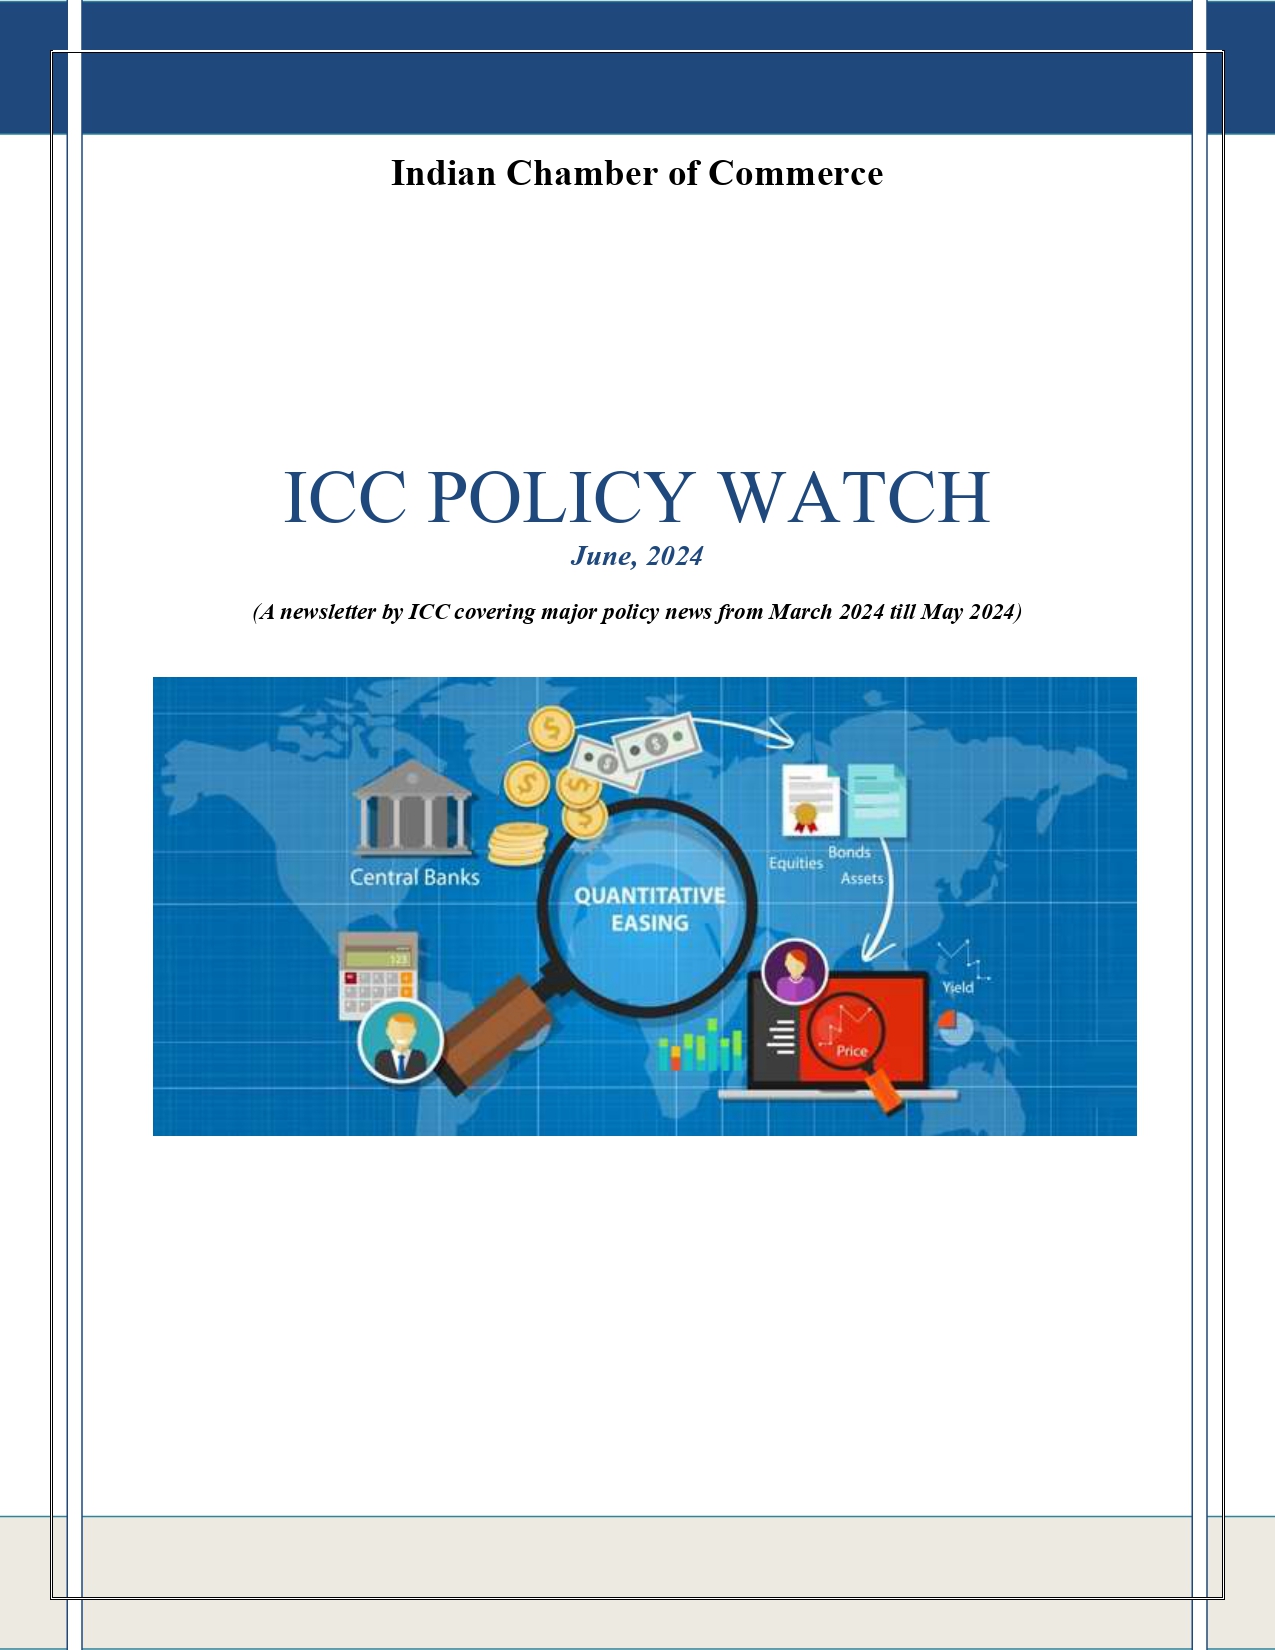 Indian Chamber of Commerce
ICC POLICY WATCH
June, 2024
(A newsletter by ICC covering major policy news from March 2024 till May 2024)
Central Banks
QUANTITATIVE
EASING
Equities
Bonds
Assets
123
Yield
Price